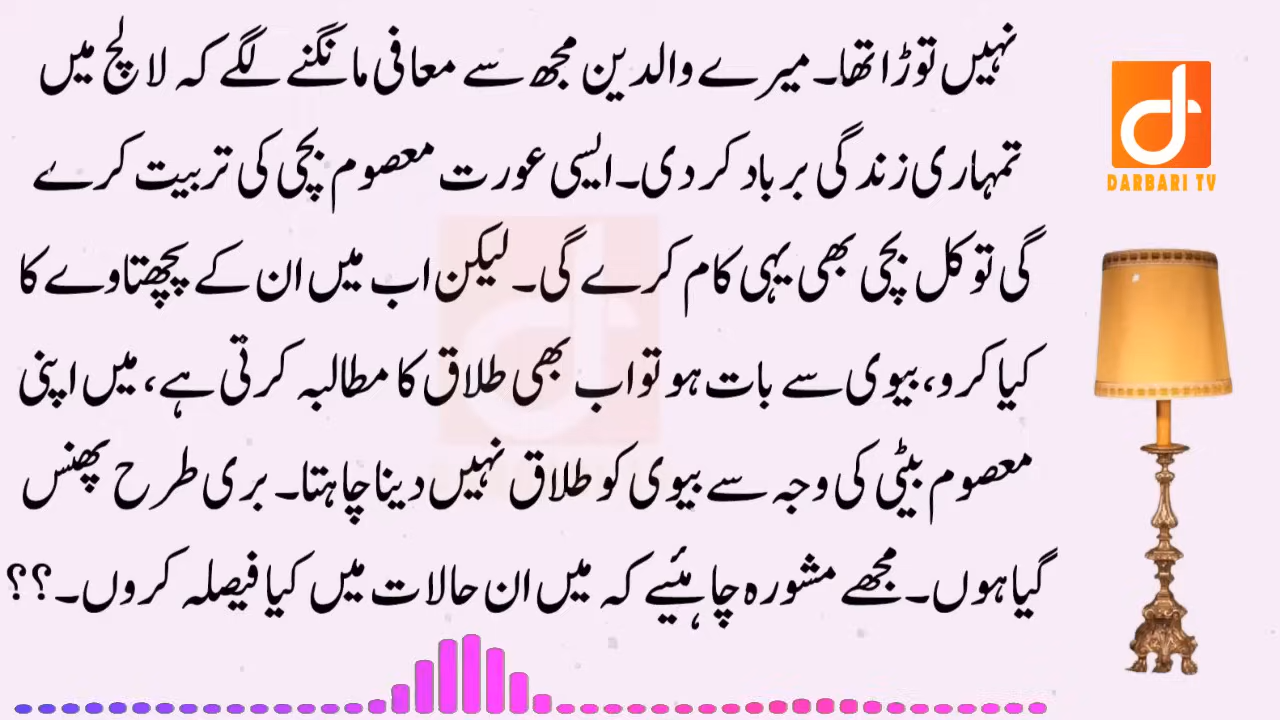 نہیں توڑا تھا۔ میرے والدین مجھ سے معافی مانگنے لگے کہ لالچ میں
تمہاری زندگی برباد کر دی۔ ایسی عورت معصوم بچی کی تربیت کرے
گی تو کل بچی بھی یہی کام کرے گی۔ لیکن اب میں ان کے پچھتاوے کا
کیا کرو، بیوی سے بات ہو تو اب بھی طلاق کا مطالبہ کرتی ہے، میں اپنی
معصوم بیٹی کی وجہ سے بیوی کو طلاق نہیں دینا چاہتا۔ بری طرح پھنس
گیا ہوں۔ مجھے مشورہ چاہئیے کہ میں ان حالات میں کیا فیصلہ کروں۔؟؟
DARBARI TV